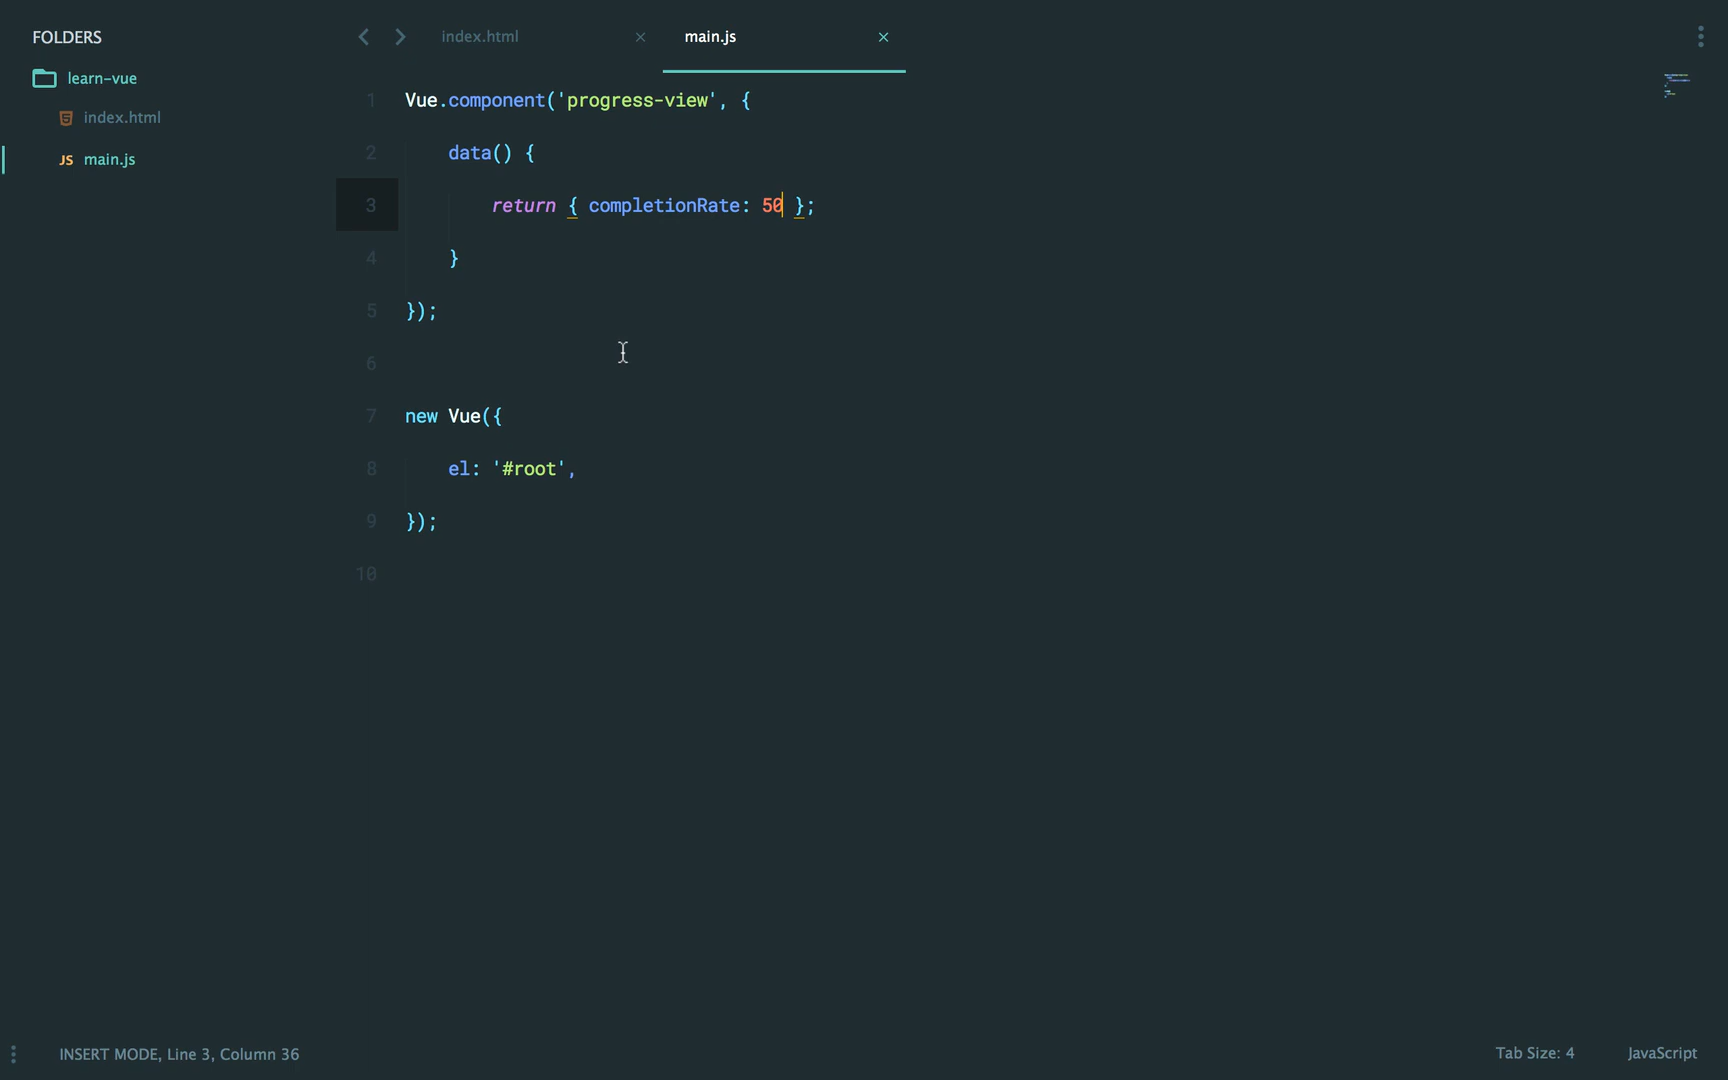 FOLDERS
learn-vue
index.html
JS main.js
index.html × main.js ×
1 Vue.component('progress-view', {
2     data() {
3         return { completionRate: 50 };
4     }
5 });
6
7 new Vue({
8     el: '#root',
9 });
10
INSERT MODE, Line 3, Column 36
Tab Size: 4
JavaScript